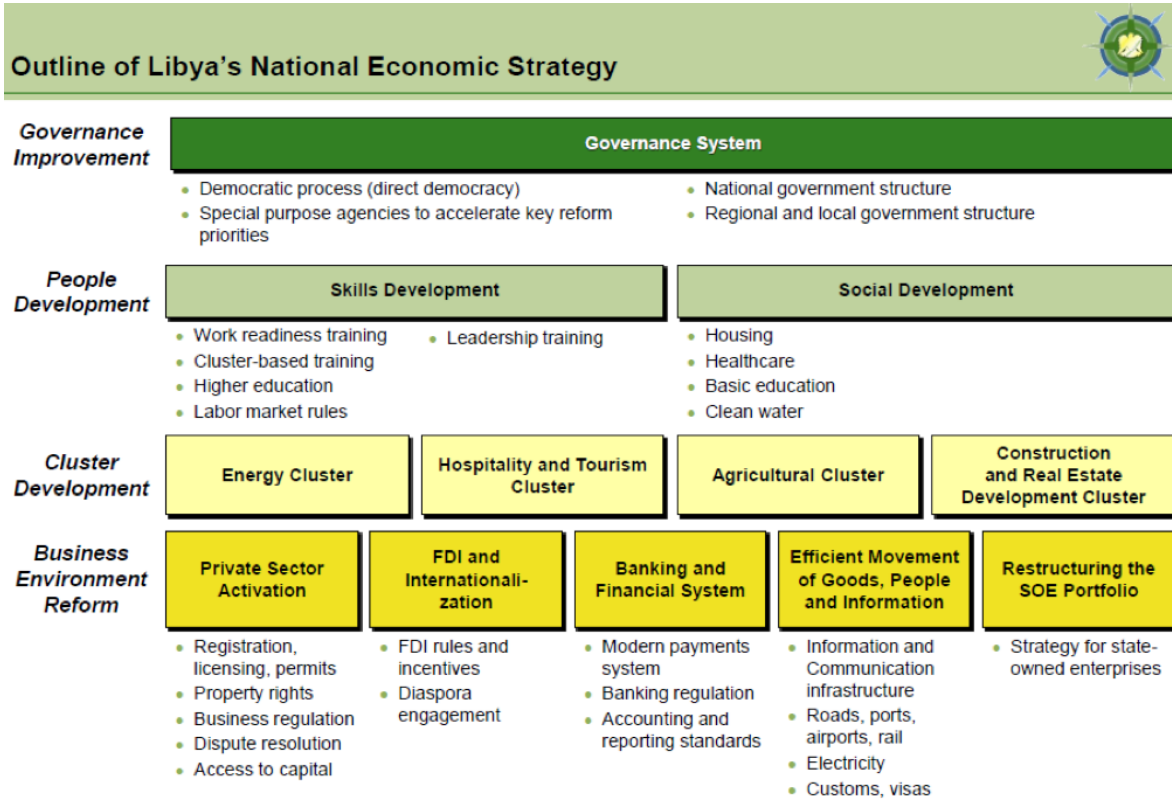 Outline of Libya's National Economic Strategy
Governance
Improvement
Governance System
• Democratic process (direct democracy)
• Special purpose agencies to accelerate key reform
priorities
• National government structure
• Regional and local government structure
People
Development
Skills Development
• Work readiness training
• Cluster-based training
• Higher education
• Labor market rules
• Leadership training
Social Development
• Housing
• Healthcare
• Basic education
• Clean water
Cluster
Development
Energy Cluster
Hospitality and Tourism
Cluster
Agricultural Cluster
Construction
and Real Estate
Development Cluster
Business
Environment
Reform
Private Sector
Activation
• Registration,
licensing, permits
• Property rights
• Business regulation
• Dispute resolution
• Access to capital
FDI and
Internationali-
zation
• FDI rules and
incentives
• Diaspora
engagement
Banking and
Financial System
• Modern payments
system
• Banking regulation
• Accounting and
reporting standards
Efficient Movement
of Goods, People
and Information
• Information and
Communication
infrastructure
• Roads, ports,
airports, rail
• Electricity
• Customs, visas
Restructuring the
SOE Portfolio
• Strategy for state-
owned enterprises